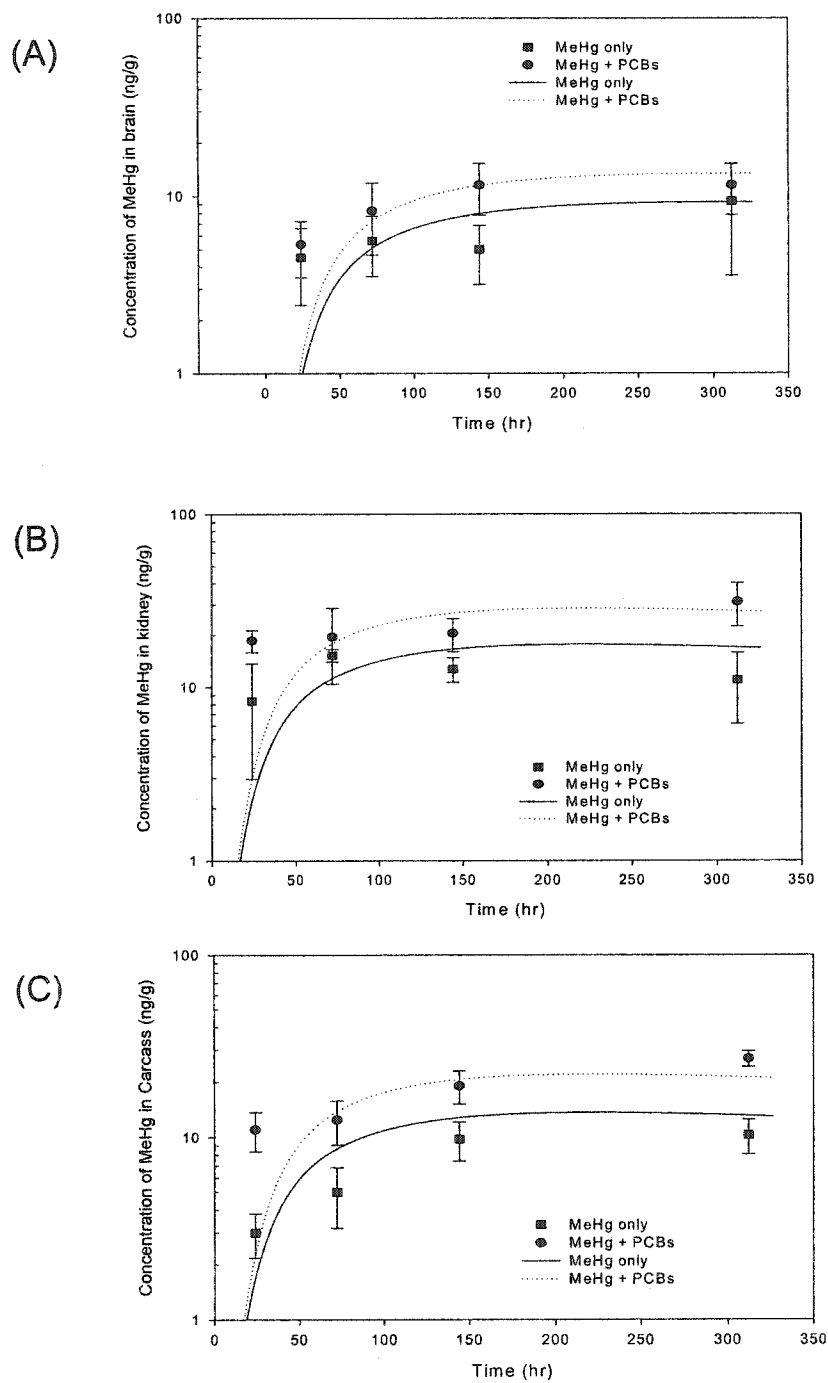 (A)
100
10
1
Concentration of MeHg in brain (ng/g)
MeHg only
MeHg + PCBs
MeHg only
MeHg + PCBs
0 50 100 150 200 250 300 350
Time (hr)
(B)
100
10
1
Concentration of MeHg in kidney (ng/g)
MeHg only
MeHg + PCBs
MeHg only
MeHg + PCBs
0 50 100 150 200 250 300 350
Time (hr)
(C)
100
10
1
Concentration of MeHg in Carcass (ng/g)
MeHg only
MeHg + PCBs
MeHg only
MeHg + PCBs
0 50 100 150 200 250 300 350
Time (hr)